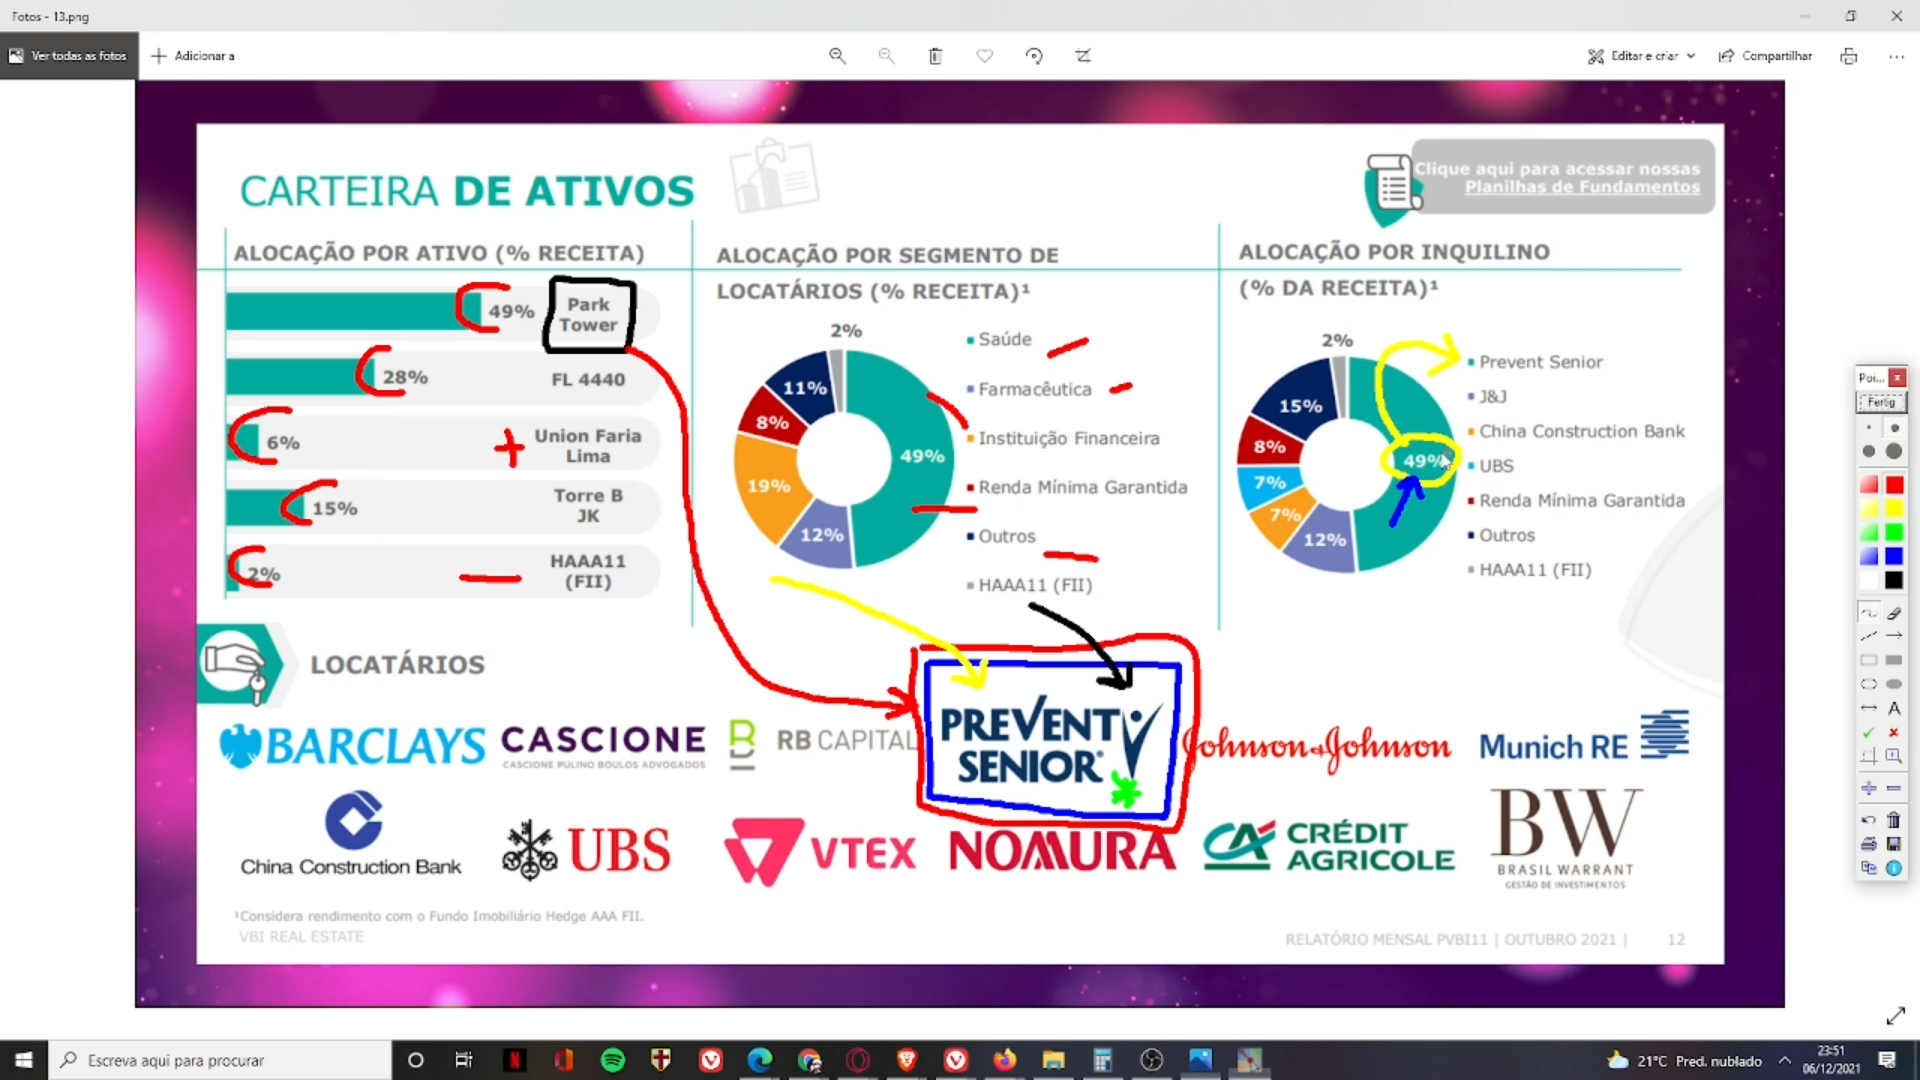 Fotos - 13.png
Ver todas as fotos
Adicionar a
Editar e criar
Compartilhar
CARTEIRA DE ATIVOS
Clique aqui para acessar nossas
Planilhas de Fundamentos
ALOCAÇÃO POR ATIVO (% RECEITA)
49%
Park
Tower
28%
FL 4440
6%
Union Faria
Lima
15%
Torre B
JK
2%
HAAA11
(FII)
ALOCAÇÃO POR SEGMENTO DE
LOCATÁRIOS (% RECEITA)¹
2%
11%
8%
19%
12%
49%
Saúde
Farmacêutica
Instituição Financeira
Renda Mínima Garantida
Outros
HAAA11 (FII)
ALOCAÇÃO POR INQUILINO
(% DA RECEITA)¹
2%
15%
8%
7%
7%
12%
49%
Prevent Senior
J&J
China Construction Bank
UBS
Renda Mínima Garantida
Outros
HAAA11 (FII)
LOCATÁRIOS
BARCLAYS
CASCIONE
CASCIONE PULINO BOULOS ADVOGADOS
RB CAPITAL
PREVENT
SENIOR
Johnson & Johnson
Munich RE
China Construction Bank
UBS
VTEX
NOMURA
CRÉDIT
AGRICOLE
BW
BRASIL WARRANT
GESTÃO DE INVESTIMENTOS
¹Considera rendimento com o Fundo Imobiliário Hedge AAA FII.
VBI REAL ESTATE
RELATÓRIO MENSAL PVBI11 | OUTUBRO 2021 |
12
Poi...
Fertig
A
Escreva aqui para procurar
21°C Pred. nublado
23:51
06/12/2021